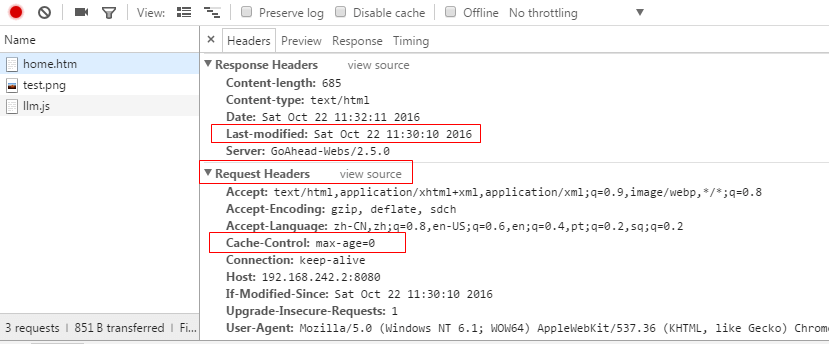 View: Preserve log Disable cache Offline No throttling
Name
home.htm
test.png
llm.js
3 requests | 851 B transferred | Fi...
× Headers Preview Response Timing
Response Headers view source
Content-length: 685
Content-type: text/html
Date: Sat Oct 22 11:32:11 2016
Last-modified: Sat Oct 22 11:30:10 2016
Server: GoAhead-Webs/2.5.0
Request Headers view source
Accept: text/html,application/xhtml+xml,application/xml;q=0.9,image/webp,*/*;q=0.8
Accept-Encoding: gzip, deflate, sdch
Accept-Language: zh-CN,zh;q=0.8,en-US;q=0.6,en;q=0.4,pt;q=0.2,sq;q=0.2
Cache-Control: max-age=0
Connection: keep-alive
Host: 192.168.242.2:8080
If-Modified-Since: Sat Oct 22 11:30:10 2016
Upgrade-Insecure-Requests: 1
User-Agent: Mozilla/5.0 (Windows NT 6.1; WOW64) AppleWebKit/537.36 (KHTML, like Gecko) Chrome